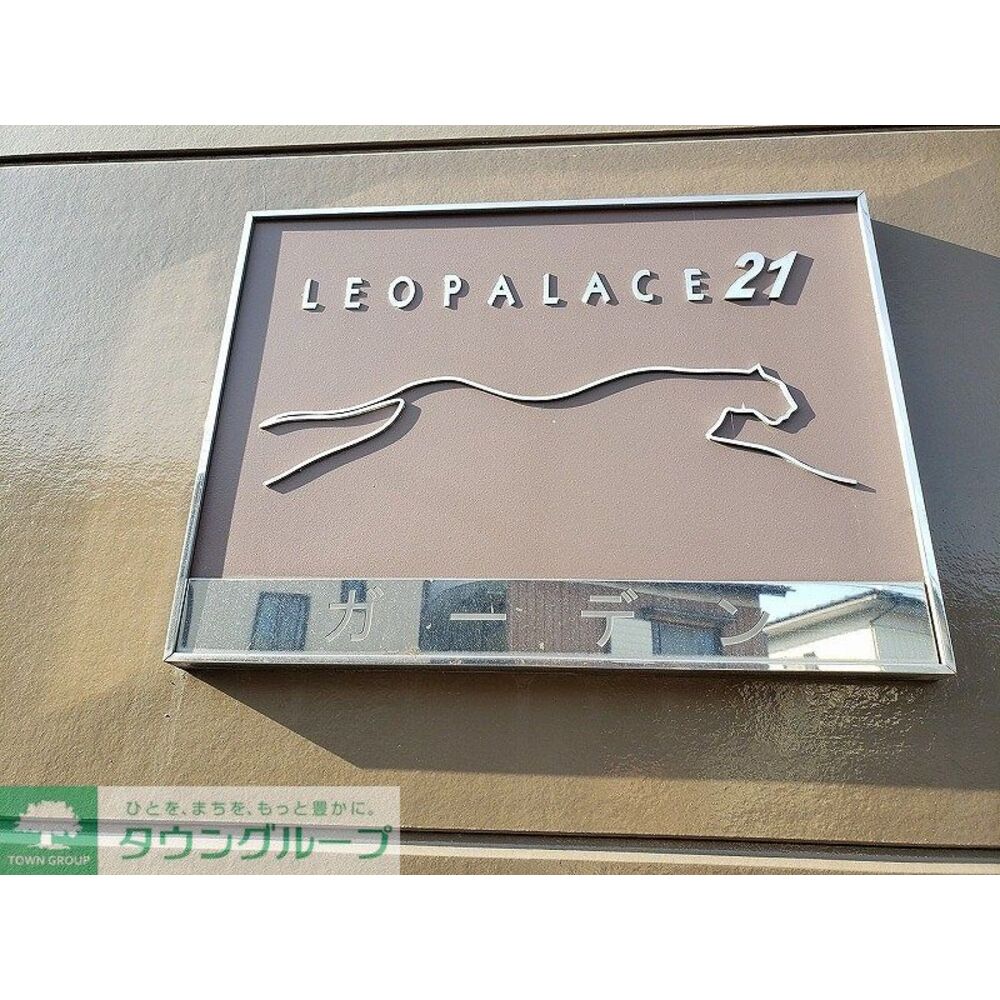 LEOPALACE21
ガーデン
ひとを、まちを、もっと豊かに。
タウングループ
TOWN GROUP